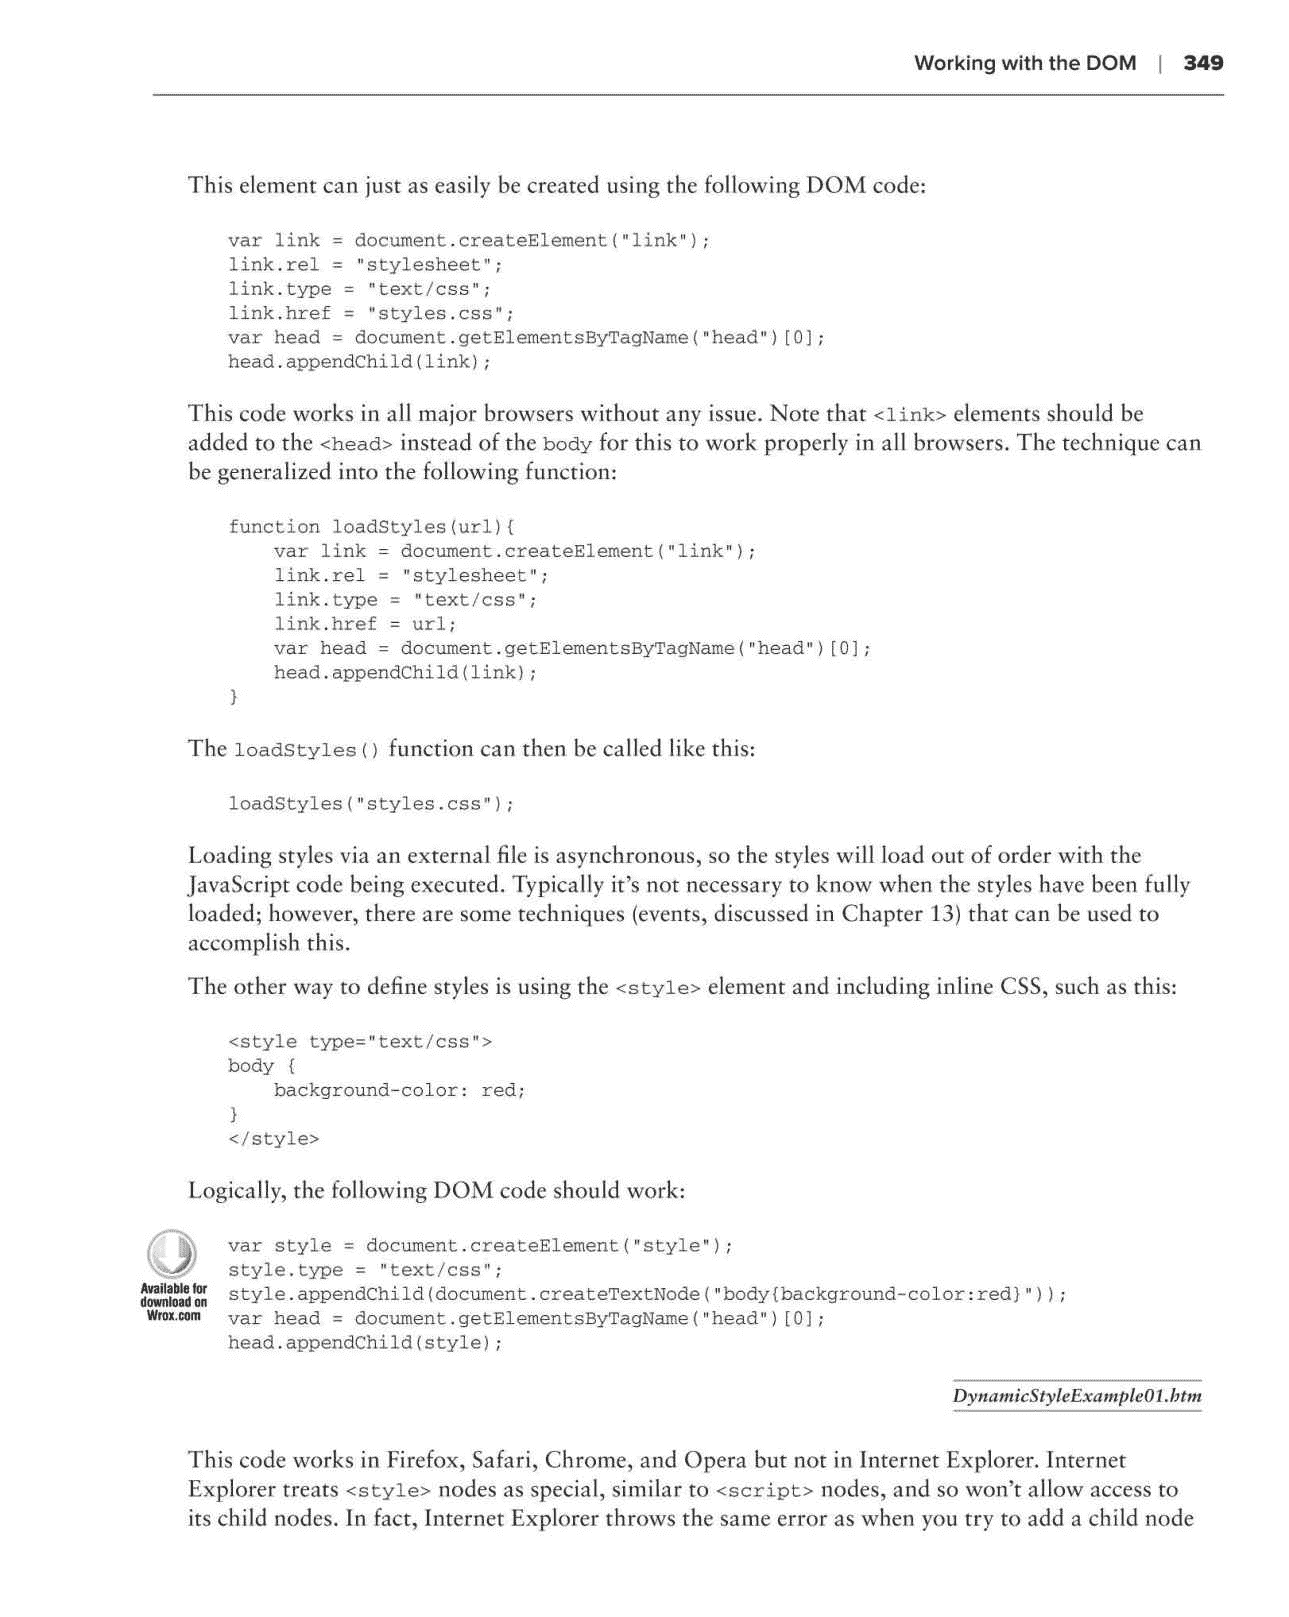 Working with the DOM | 349
This element can just as easily be created using the following DOM code:
var link = document.createElement("link");
link.rel = "stylesheet";
link.type = "text/css";
link.href = "styles.css";
var head = document.getElementsByTagName("head")[0];
head.appendChild(link);
This code works in all major browsers without any issue. Note that <link> elements should be
added to the <head> instead of the body for this to work properly in all browsers. The technique can
be generalized into the following function:
function loadStyles(url){
    var link = document.createElement("link");
    link.rel = "stylesheet";
    link.type = "text/css";
    link.href = url;
    var head = document.getElementsByTagName("head")[0];
    head.appendChild(link);
}
The loadStyles() function can then be called like this:
loadStyles("styles.css");
Loading styles via an external file is asynchronous, so the styles will load out of order with the
JavaScript code being executed. Typically it’s not necessary to know when the styles have been fully
loaded; however, there are some techniques (events, discussed in Chapter 13) that can be used to
accomplish this.
The other way to define styles is using the <style> element and including inline CSS, such as this:
<style type="text/css">
body {
    background-color: red;
}
</style>
Logically, the following DOM code should work:
Available for
download on
Wrox.com
var style = document.createElement("style");
style.type = "text/css";
style.appendChild(document.createTextNode("body{background-color:red}"));
var head = document.getElementsByTagName("head")[0];
head.appendChild(style);
DynamicStyleExample01.htm
This code works in Firefox, Safari, Chrome, and Opera but not in Internet Explorer. Internet
Explorer treats <style> nodes as special, similar to <script> nodes, and so won’t allow access to
its child nodes. In fact, Internet Explorer throws the same error as when you try to add a child node